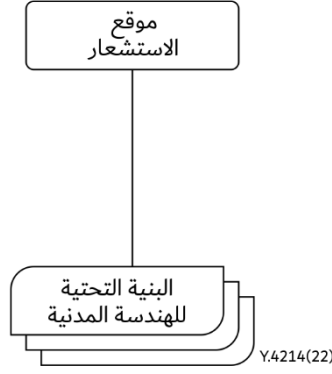 موقع
الاستشعار
البنية التحتية
للهندسة المدنية
Y.4214(22)